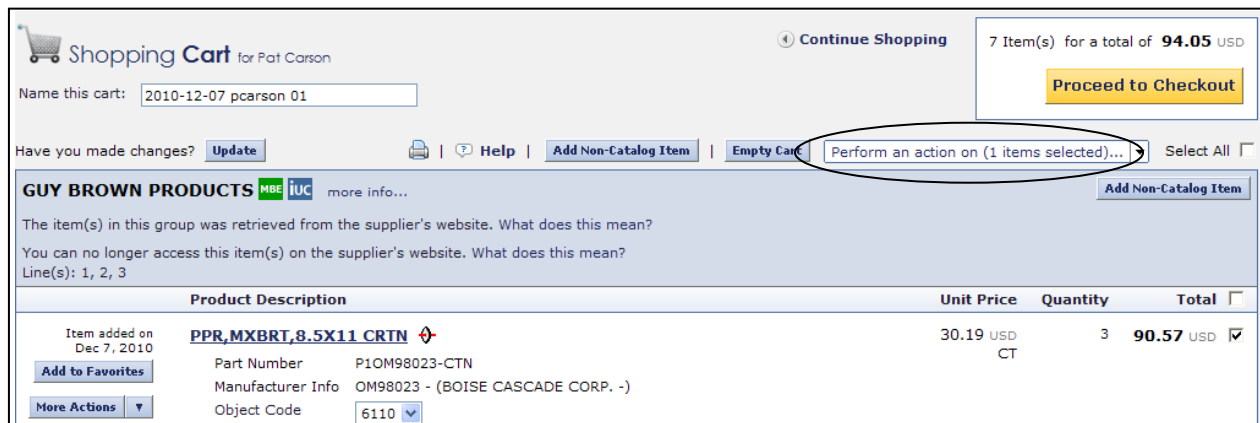 Shopping Cart for Pat Carson
Continue Shopping
7 Item(s) for a total of 94.05 USD
Proceed to Checkout
Name this cart: 2010-12-07 pcarson 01
Have you made changes? Update | ? Help | Add Non-Catalog Item | Empty Cart Perform an action on (1 items selected)... Select All
GUY BROWN PRODUCTS MBE iUC more info... Add Non-Catalog Item
The item(s) in this group was retrieved from the supplier's website. What does this mean?
You can no longer access this item(s) on the supplier's website. What does this mean?
Line(s): 1, 2, 3
Product Description Unit Price Quantity Total
Item added on
Dec 7, 2010
Add to Favorites
More Actions
PPR,MXBRT,8.5X11 CRTN 30.19 USD 3 90.57 USD
CT
Part Number P1OM98023-CTN
Manufacturer Info OM98023 - (BOISE CASCADE CORP. -)
Object Code 6110